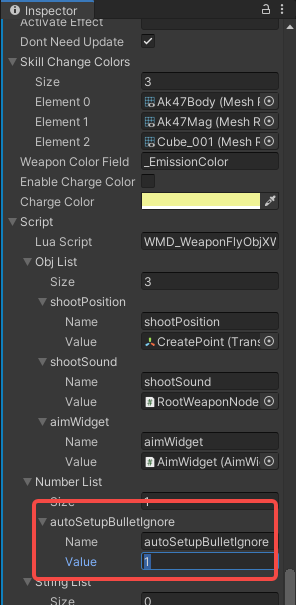 Inspector
Activate Effect
Dont Need Update
Skill Change Colors
Size 3
Element 0 Ak47Body (Mesh R
Element 1 Ak47Mag (Mesh R
Element 2 Cube_001 (Mesh R
Weapon Color Field _EmissionColor
Enable Charge Color
Charge Color
Script
Lua Script WMD_WeaponFlyObjXW
Obj List
Size 3
shootPosition
Name shootPosition
Value CreatePoint (Trans
shootSound
Name shootSound
Value RootWeaponNode
aimWidget
Name aimWidget
Value AimWidget (AimWi
Number List
Size 1
autoSetupBulletIgnore
Name autoSetupBulletIgnore
Value 1
String List
Size 0